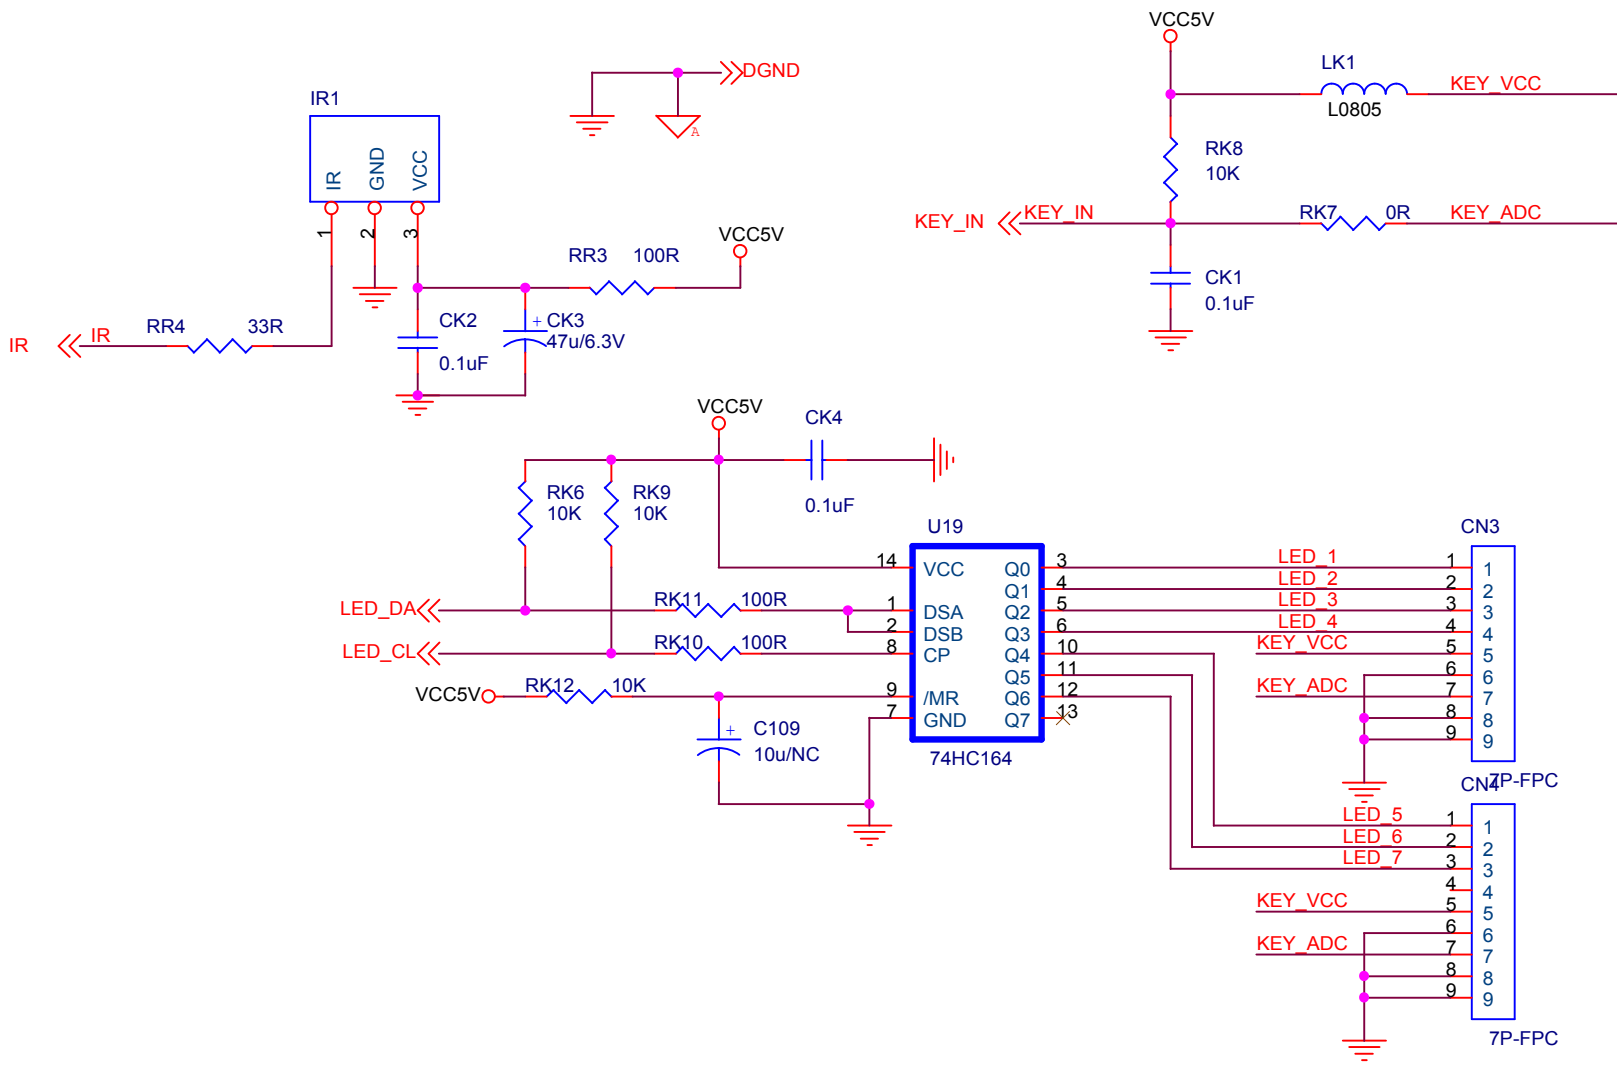 VCC5V
DGND
LK1
KEY_VCC
IR1
L0805
A
IR
GND
VCC
RK8
10K
1
2
3
KEY_IN
KEY_IN
RK7
0R
KEY_ADC
VCC5V
RR3
100R
CK1
0.1uF
IR
IR
RR4
33R
CK2
0.1uF
+
CK3
47u/6.3V
VCC5V
CK4
0.1uF
RK6
10K
RK9
10K
U19
CN3
14
VCC
Q0
3
LED_1
1
1
Q1
4
LED_2
2
2
LED_DA
RK11
100R
1
DSA
Q2
5
LED_3
3
3
2
DSB
Q3
6
LED_4
4
4
LED_CL
RK10
100R
8
CP
Q4
10
KEY_VCC
5
5
Q5
11
6
6
VCC5V
RK12
10K
9
/MR
Q6
12
KEY_ADC
7
7
7
GND
Q7
13
8
8
9
9
+
C109
10u/NC
74HC164
7P-FPC
CN4
LED_5
1
1
LED_6
2
2
LED_7
3
3
4
4
KEY_VCC
5
5
6
6
KEY_ADC
7
7
8
8
9
9
7P-FPC